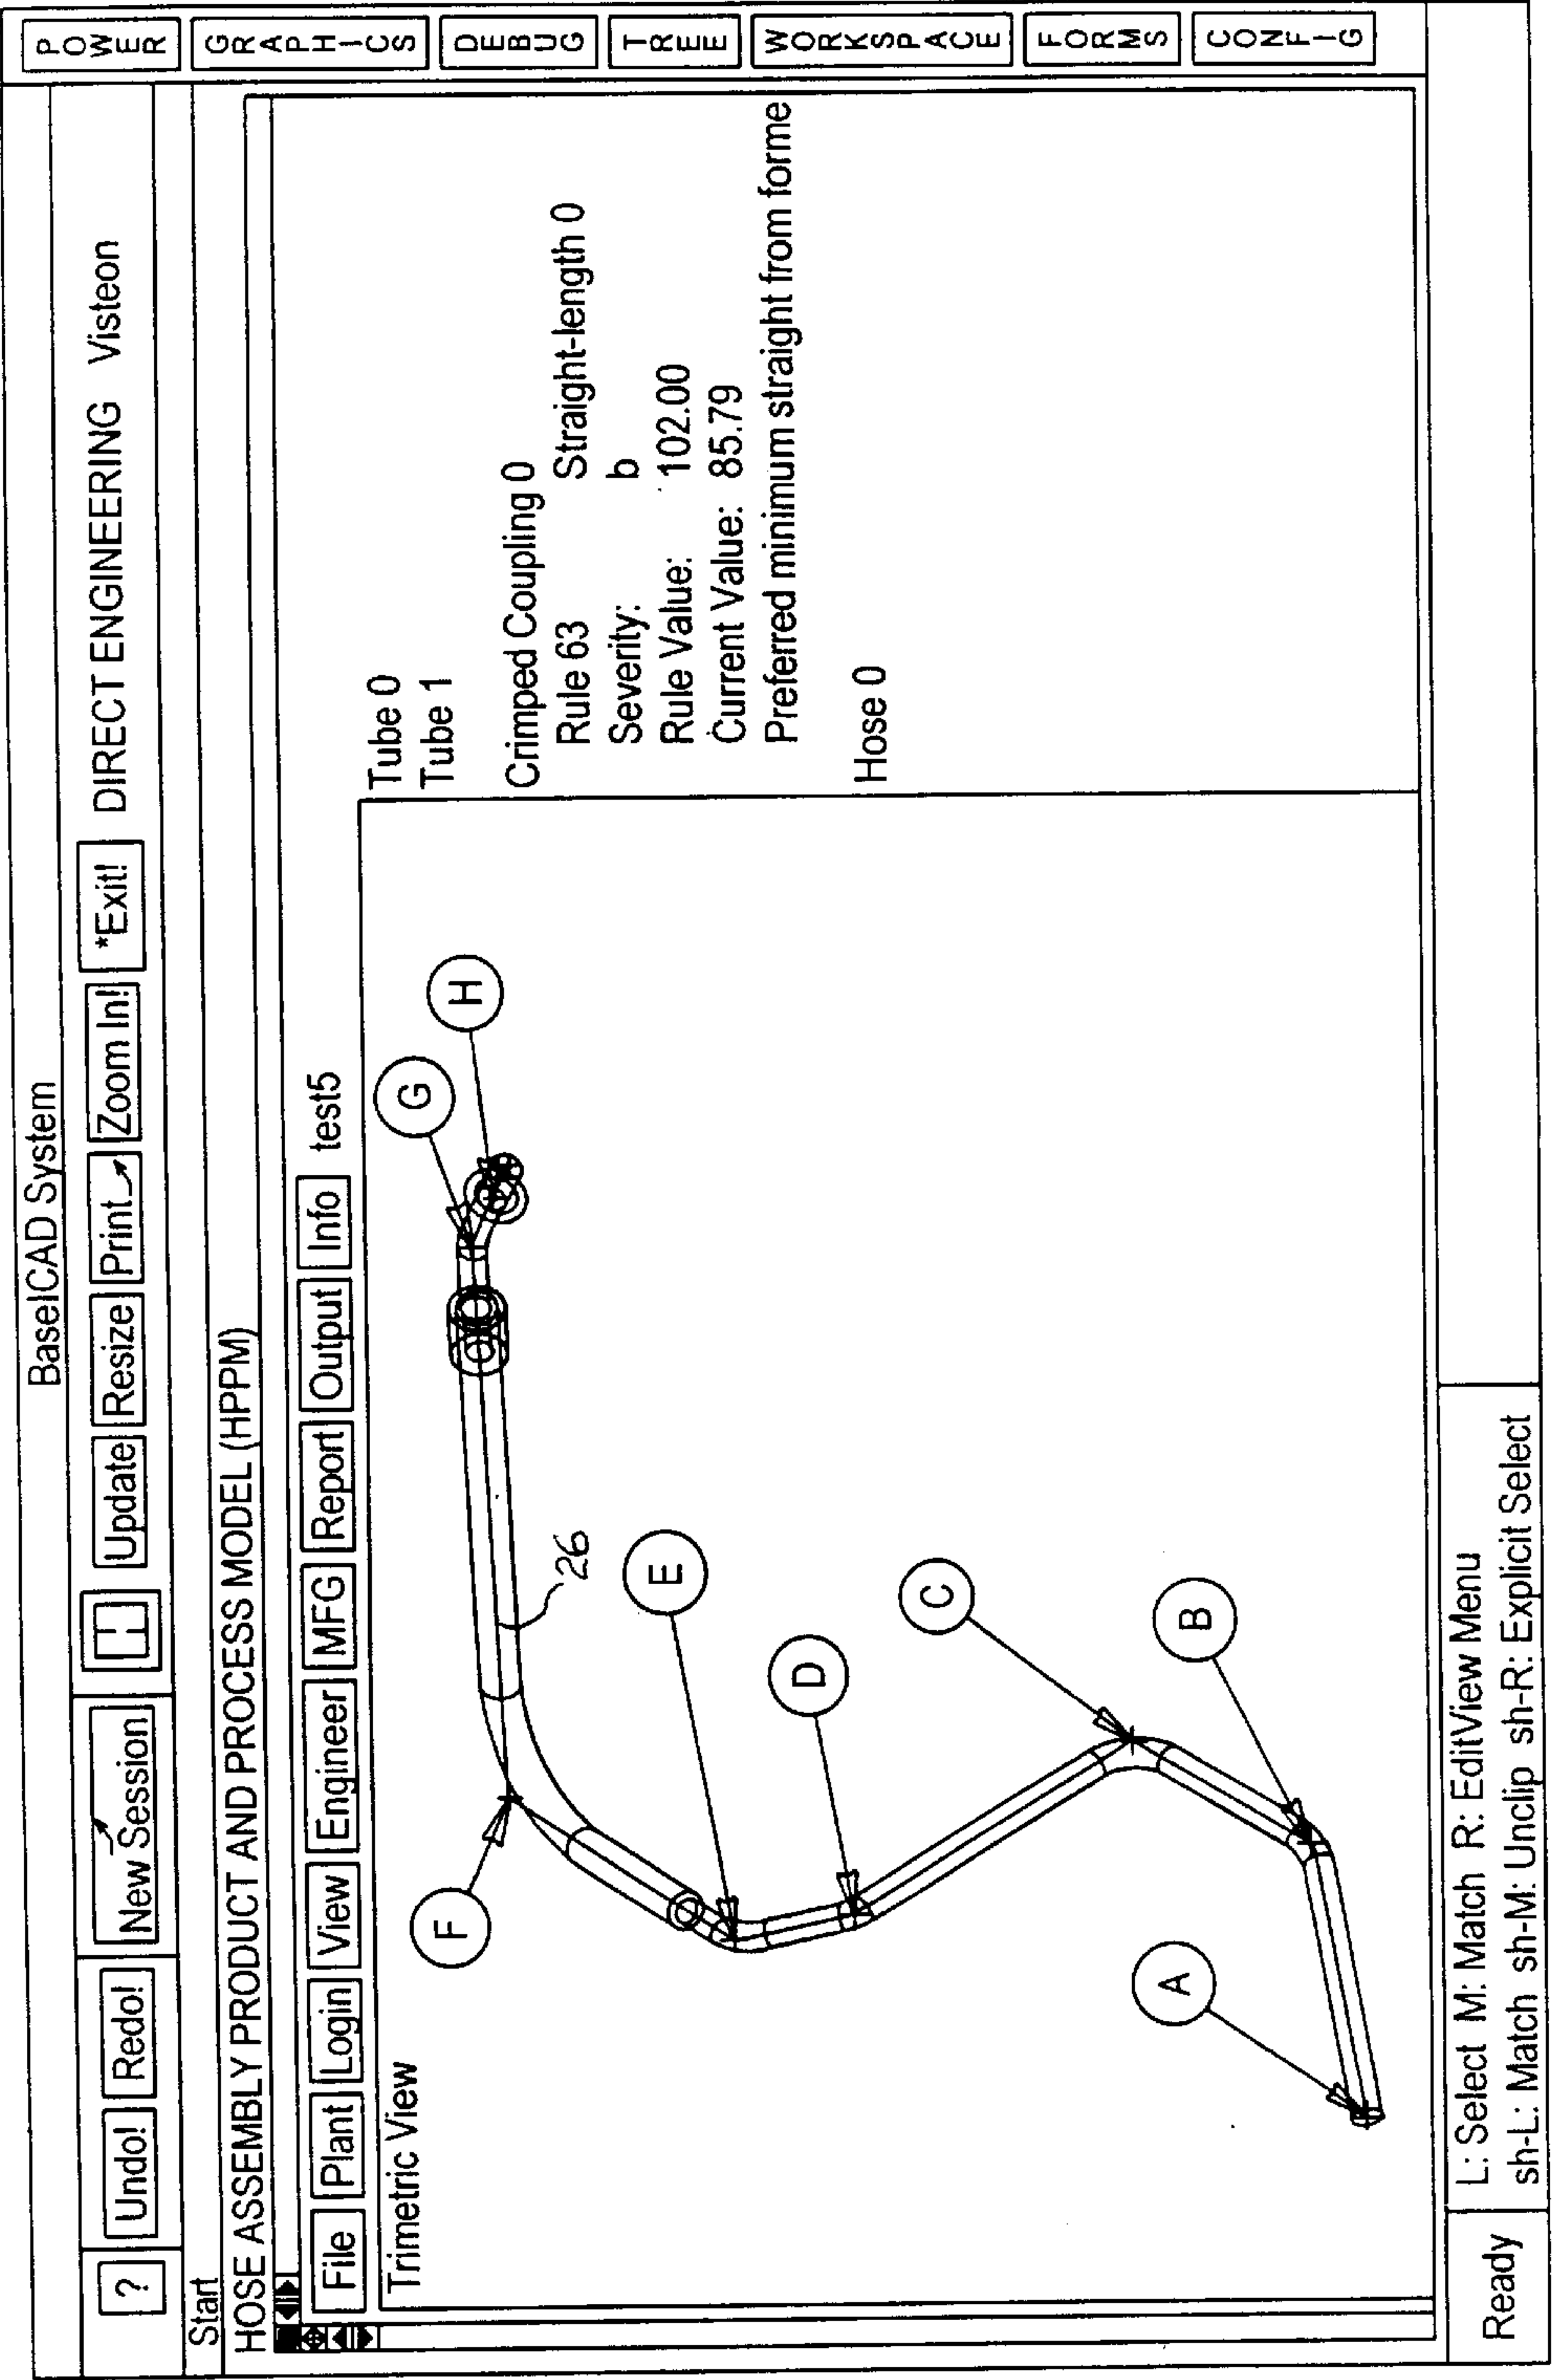 BaseICAD System
? Undo! Redo! New Session Update Resize Print Zoom In! *Exit! DIRECT ENGINEERING Visteon
Start
HOSE ASSEMBLY PRODUCT AND PROCESS MODEL (HPPM)
File Plant Login View Engineer MFG Report Output Info test5
Trimetric View
A
B
C
D
E
F
G
H
26
Tube 0
Tube 1
Crimped Coupling 0
Rule 63 Straight-length 0
Severity: b
Rule Value: 102.00
Current Value: 85.79
Preferred minimum straight from forme
Hose 0
POWER
GRAPHICS
DEBUG
TREE
WORKSPACE
FORMS
CONFIG
Ready
L: Select M: Match R: EditView Menu
sh-L: Match sh-M: Unclip sh-R: Explicit Select